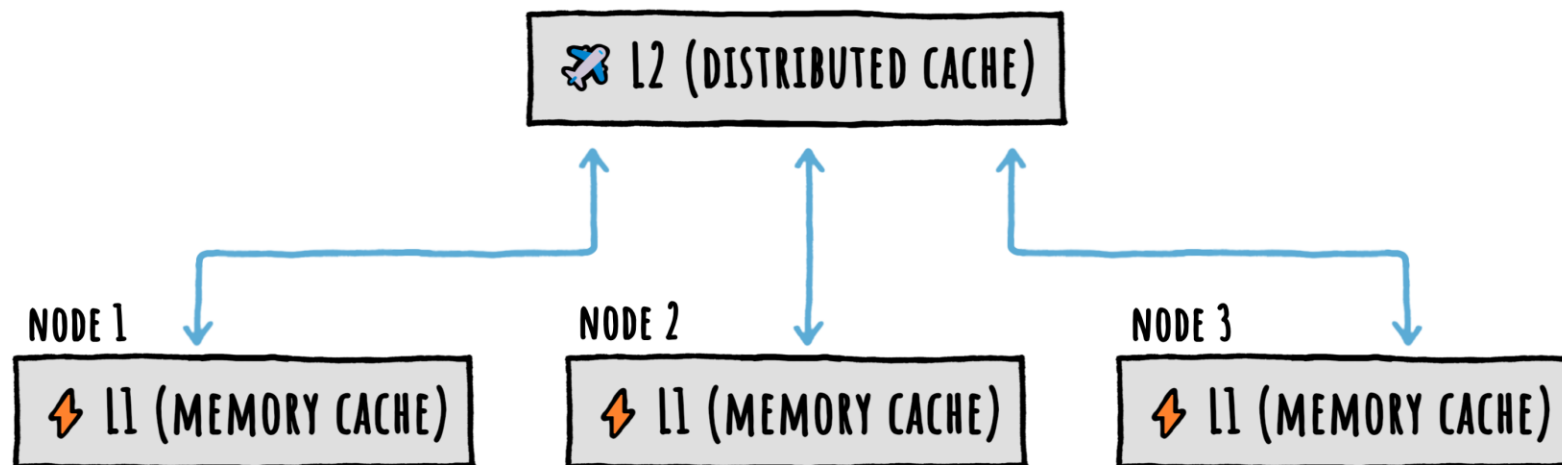 L2 (DISTRIBUTED CACHE)
NODE 1
NODE 2
NODE 3
L1 (MEMORY CACHE)
L1 (MEMORY CACHE)
L1 (MEMORY CACHE)